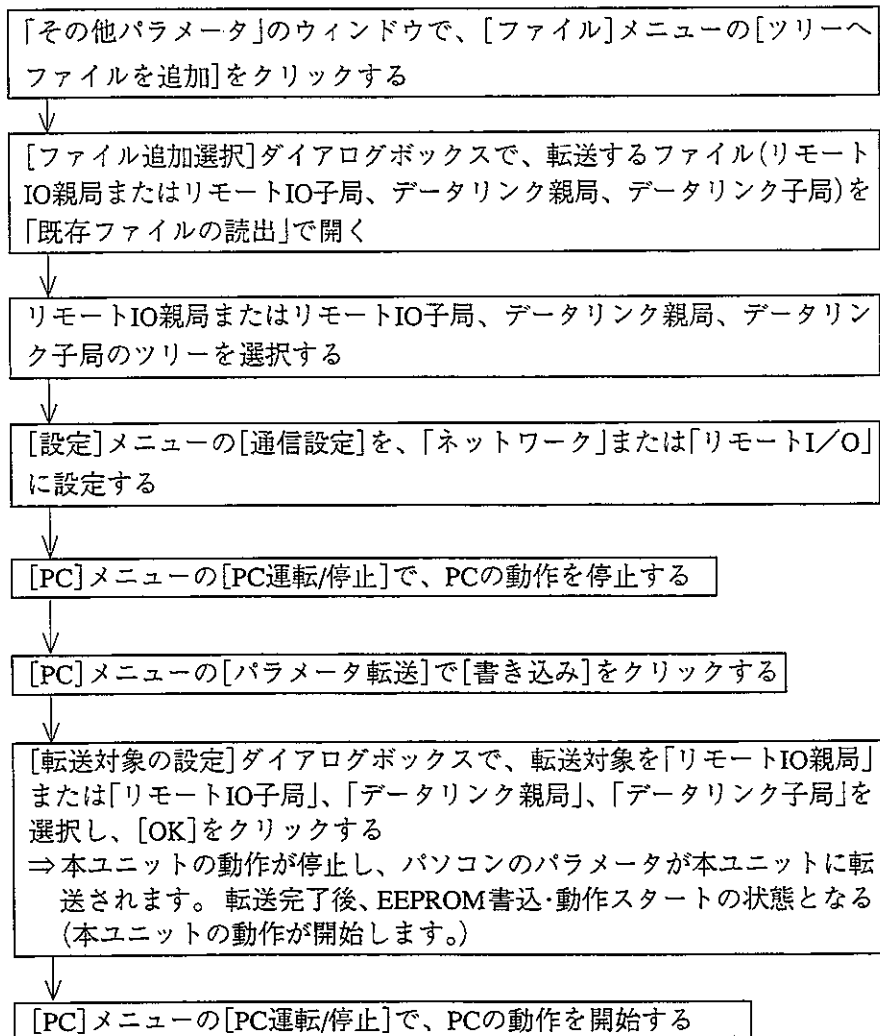 「その他パラメータ」のウィンドウで、[ファイル]メニューの[ツリーへ
ファイルを追加]をクリックする
[ファイル追加選択]ダイアログボックスで、転送するファイル(リモート
IO親局またはリモートIO子局、データリンク親局、データリンク子局)を
「既存ファイルの読出」で開く
リモートIO親局またはリモートIO子局、データリンク親局、データリン
ク子局のツリーを選択する
[設定]メニューの[通信設定]を、「ネットワーク」または「リモートI／O」
に設定する
[PC]メニューの[PC運転/停止]で、PCの動作を停止する
[PC]メニューの[パラメータ転送]で[書き込み]をクリックする
[転送対象の設定]ダイアログボックスで、転送対象を「リモートIO親局」
または「リモートIO子局」、「データリンク親局」、「データリンク子局」を
選択し、[OK]をクリックする
⇒本ユニットの動作が停止し、パソコンのパラメータが本ユニットに転
送されます。 転送完了後、EEPROM書込・動作スタートの状態となる
(本ユニットの動作が開始します。)
[PC]メニューの[PC運転/停止]で、PCの動作を開始する